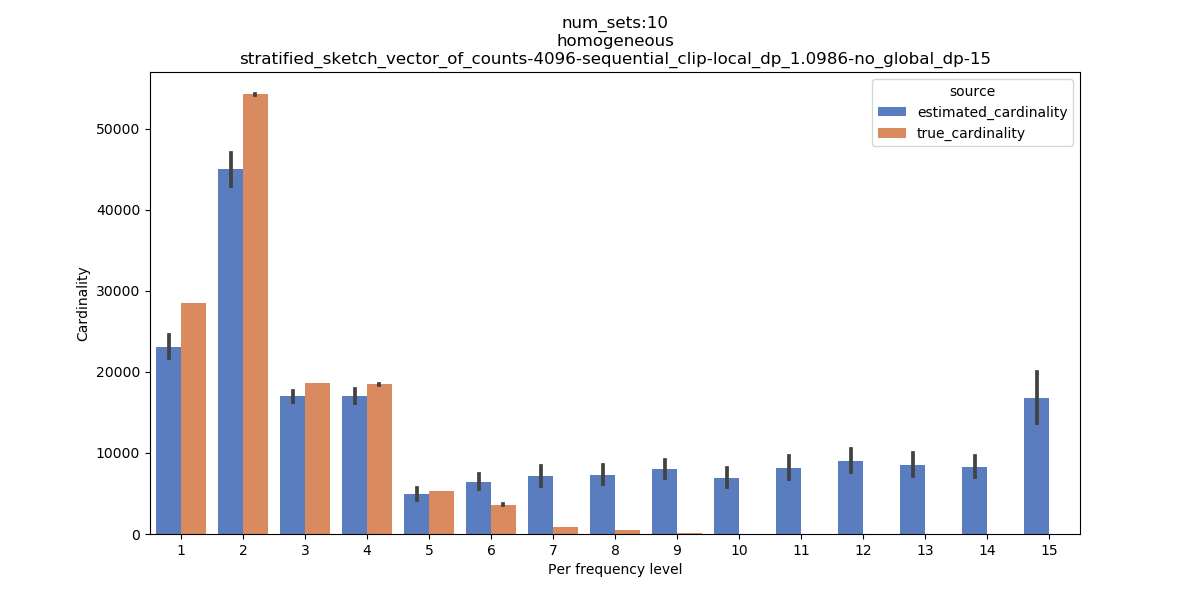 num_sets:10
homogeneous
stratified_sketch_vector_of_counts-4096-sequential_clip-local_dp_1.0986-no_global_dp-15
source
estimated_cardinality
true_cardinality
Cardinality
50000
40000
30000
20000
10000
0
1 2 3 4 5 6 7 8 9 10 11 12 13 14 15
Per frequency level